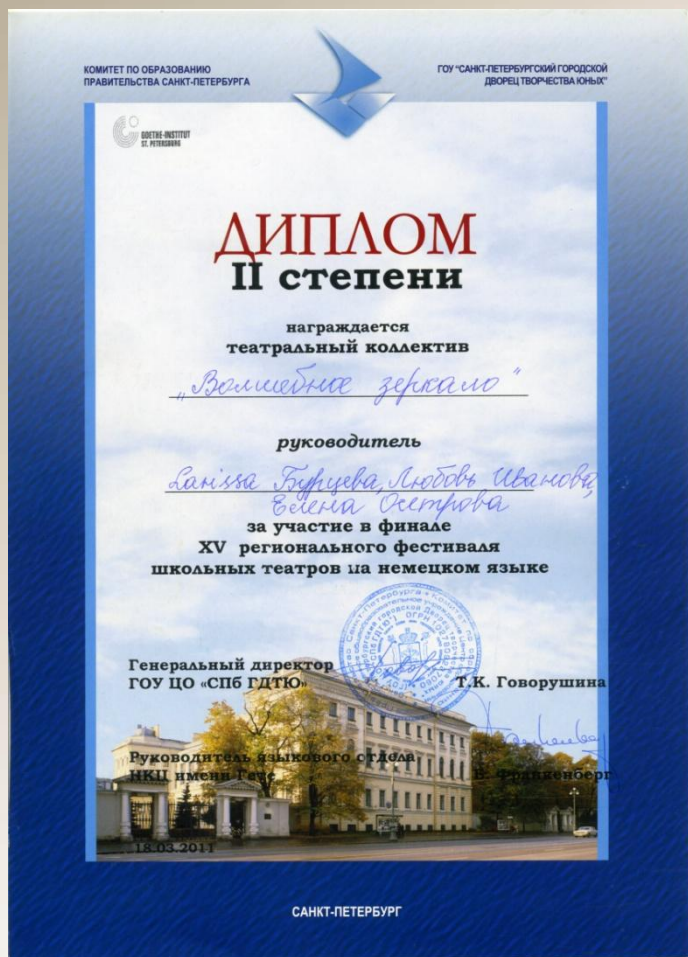 КОМИТЕТ ПО ОБРАЗОВАНИЮ
ПРАВИТЕЛЬСТВА САНКТ-ПЕТЕРБУРГА
ГОУ "САНКТ-ПЕТЕРБУРГСКИЙ ГОРОДСКОЙ
ДВОРЕЦ ТВОРЧЕСТВА ЮНЫХ"
GOETHE-INSTITUT
ST. PETERSBURG
ДИПЛОМ
II степени
награждается
театральный коллектив
„Волшебное зеркало"
руководитель
Larissa Бурцева, Любовь Иванова,
Елена Осетрова
за участие в финале
XV регионального фестиваля
школьных театров на немецком языке
Генеральный директор
ГОУ ЦО «СПб ГДТЮ»
Т.К. Говорушина
Руководитель языкового отдела
НКЦ имени Гете
В. Франкенберг
18.03.2011
САНКТ-ПЕТЕРБУРГ